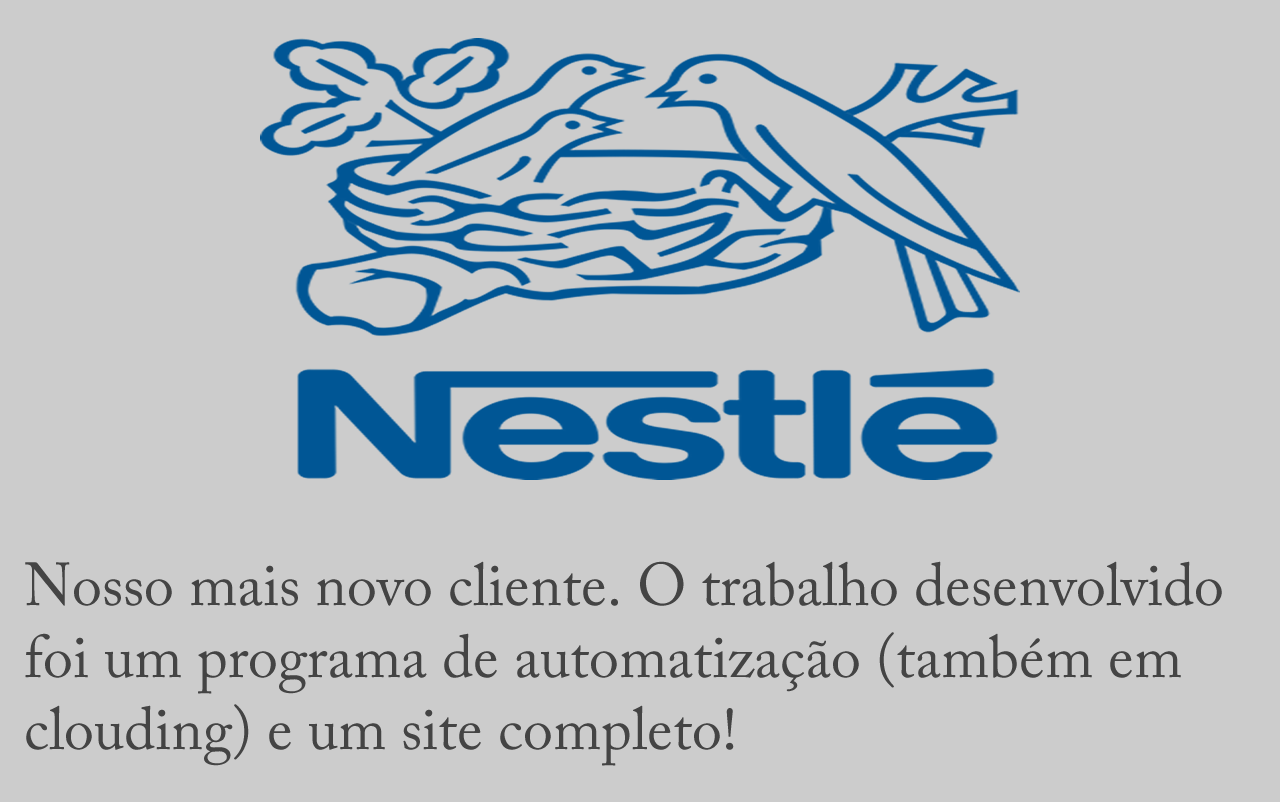 Nestlé
Nosso mais novo cliente. O trabalho desenvolvido
foi um programa de automatização (também em
clouding) e um site completo!